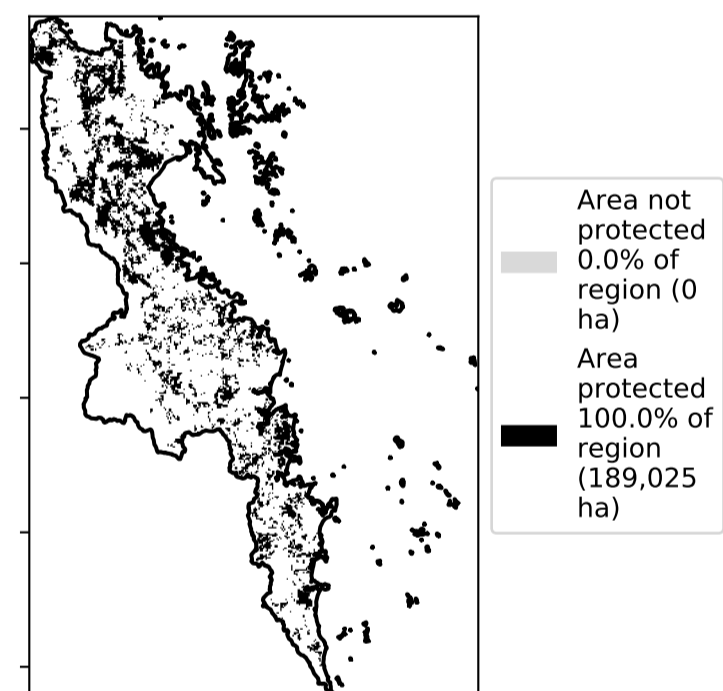 Area not
protected
0.0% of
region (0
ha)
Area
protected
100.0% of
region
(189,025
ha)